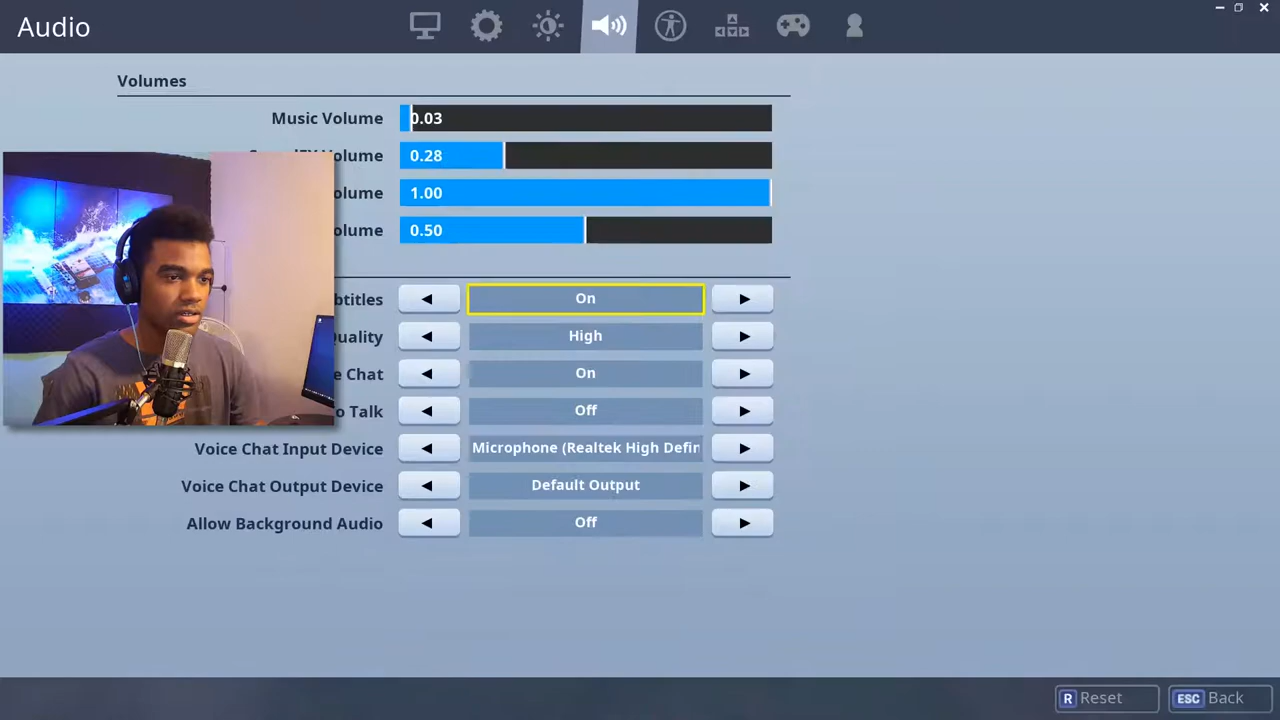 Audio
Volumes
Music Volume 0.03
Volume 0.28
olume 1.00
olume 0.50
btitles ◀ On ▶
uality ◀ High ▶
e Chat ◀ On ▶
o Talk ◀ Off ▶
Voice Chat Input Device ◀ Microphone (Realtek High Defin ▶
Voice Chat Output Device ◀ Default Output ▶
Allow Background Audio ◀ Off ▶
R Reset ESC Back